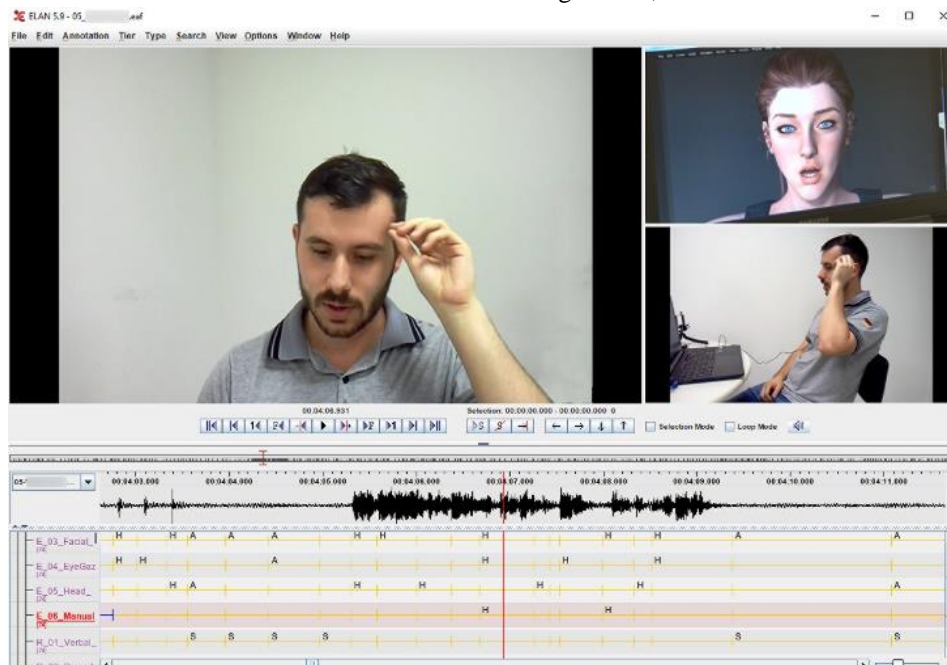 ELAN 5.9 - 05_ .eaf
File Edit Annotation Tier Type Search View Options Window Help
00:04:06.931
Selection: 00:00:00.000 - 00:00:00.000 0
Selection Mode Loop Mode
00:04:03.000 00:04:04.000 00:04:05.000 00:04:06.000 00:04:07.000 00:04:08.000 00:04:09.000 00:04:10.000 00:04:11.000
E_03_Facial_ H H A A A H H H H H A A
E_04_EyeGaz H H A H H H
E_05_Head_ H A H H H H A
E_06_Manual H H
R_01_Verbal_ S S S S S S